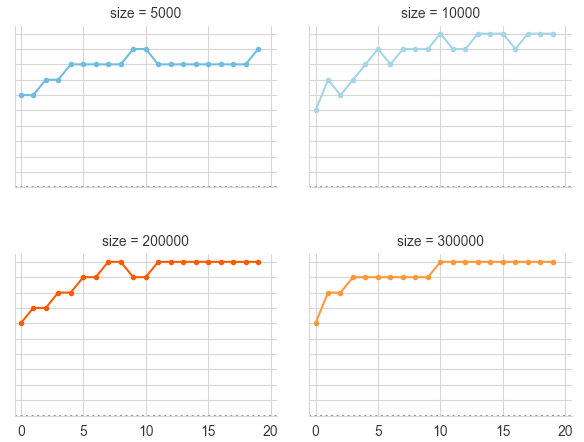 size = 5000
size = 10000
size = 200000
size = 300000
0 5 10 15 20
0 5 10 15 20